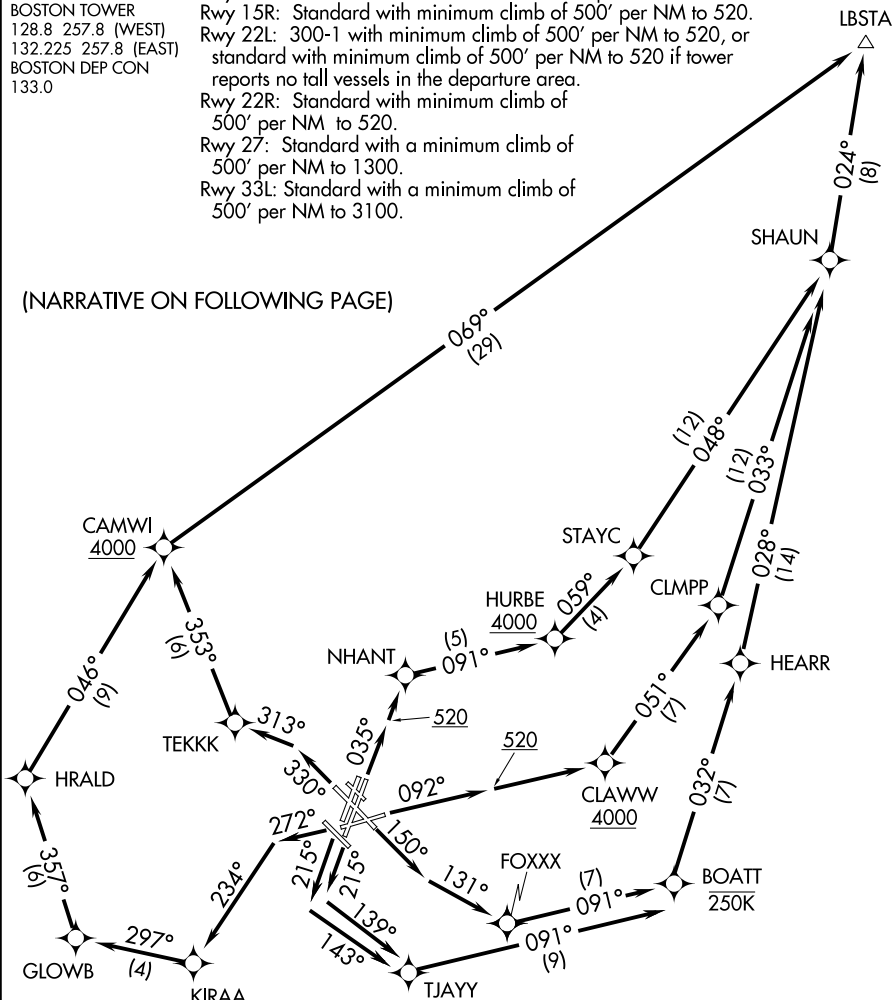 BOSTON TOWER
128.8 257.8 (WEST)
132.225 257.8 (EAST)
BOSTON DEP CON
133.0
Rwy 15R: Standard with minimum climb of 500' per NM to 520.
Rwy 22L: 300-1 with minimum climb of 500' per NM to 520, or
standard with minimum climb of 500' per NM to 520 if tower
reports no tall vessels in the departure area.
Rwy 22R: Standard with minimum climb of
500' per NM to 520.
Rwy 27: Standard with a minimum climb of
500' per NM to 1300.
Rwy 33L: Standard with a minimum climb of
500' per NM to 3100.
LBSTA
024°
(8)
SHAUN
(NARRATIVE ON FOLLOWING PAGE)
069°
(29)
(12)
048°
(12)
033°
028°
(14)
CAMWI
4000
STAYC
CLMPP
HURBE
4000
059°
(4)
353°
(6)
046°
(9)
NHANT
(5)
091°
HEARR
051°
(7)
520
TEKKK
313°
035°
520
HRALD
330°
092°
CLAWW
4000
032°
(7)
272°
150°
357°
(6)
234°
215°
215°
131°
FOXXX
(7)
091°
BOATT
250K
139°
143°
091°
(9)
297°
(4)
GLOWB
KIRAA
TJAYY